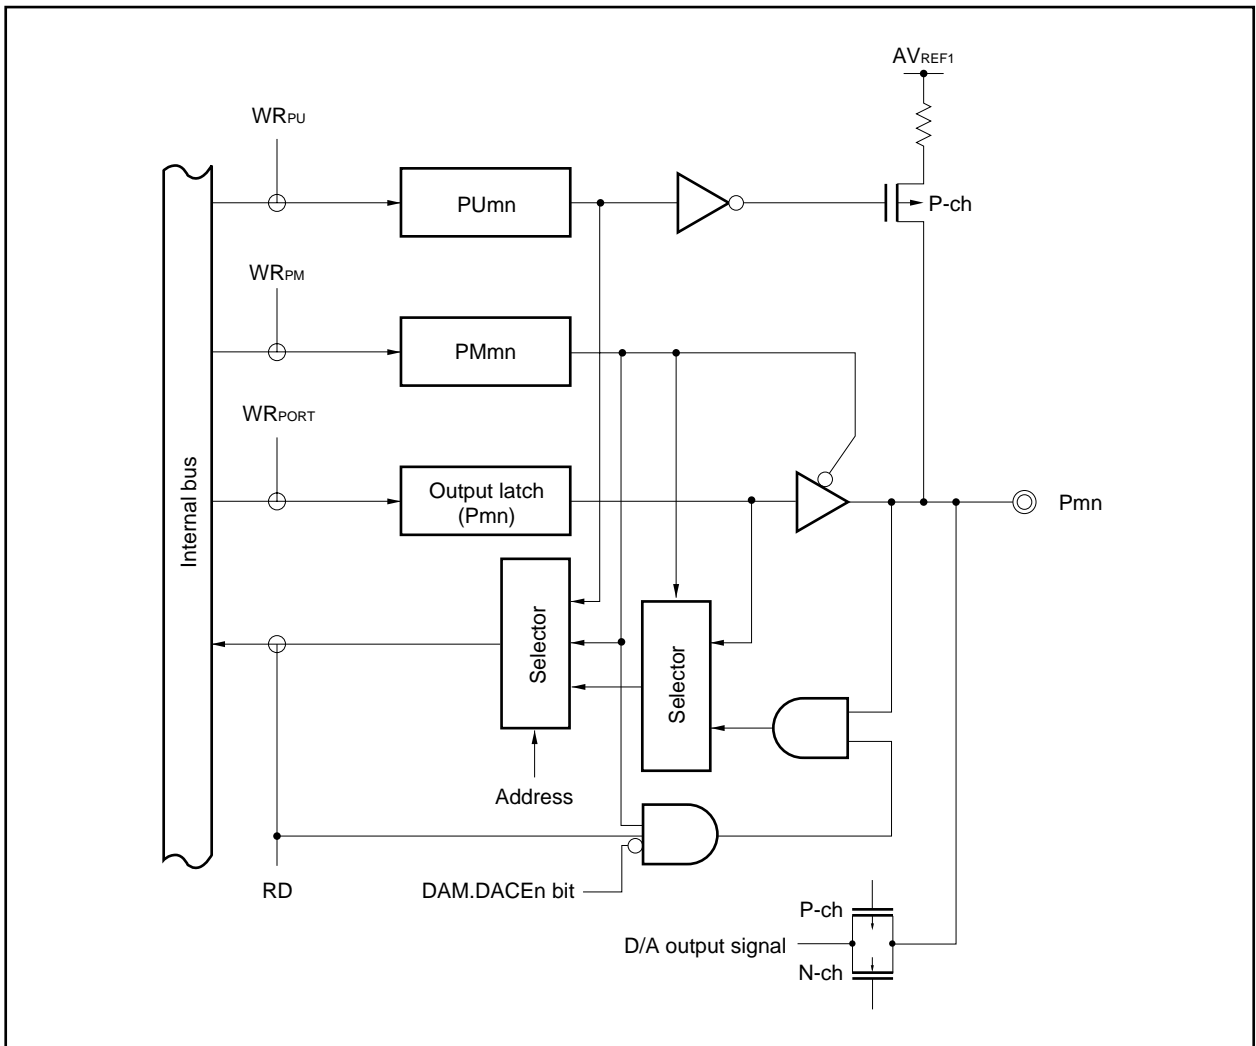 AVREF1
WRPU
PUmn
P-ch
WRPM
PMmn
WRPORT
Internal bus
Output latch
(Pmn)
Pmn
Selector
Selector
Address
RD
DAM.DACEn bit
P-ch
D/A output signal
N-ch